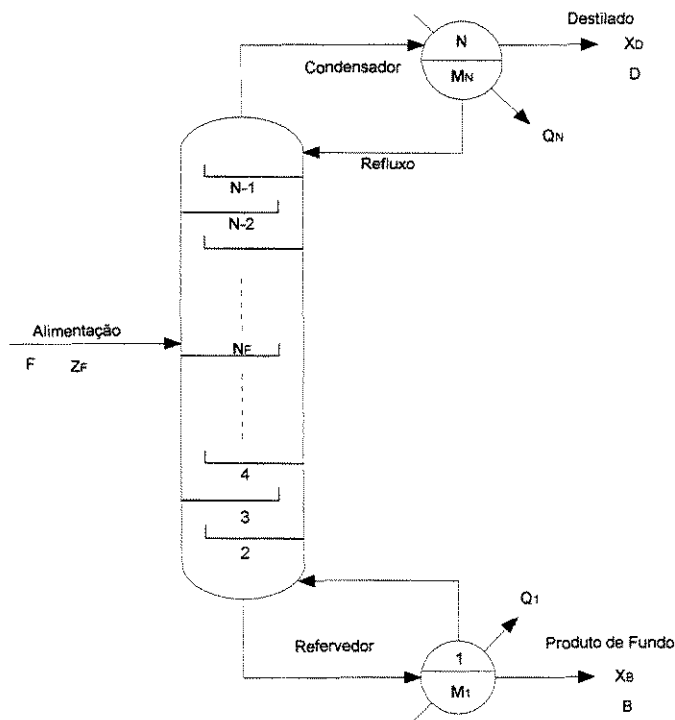 Destilado
N
XD
Condensador
MN
D
QN
Refluxo
N-1
N-2
Alimentação
NF
F ZF
4
3
2
Q1
Refervedor
Produto de Fundo
1
M1
XB
B